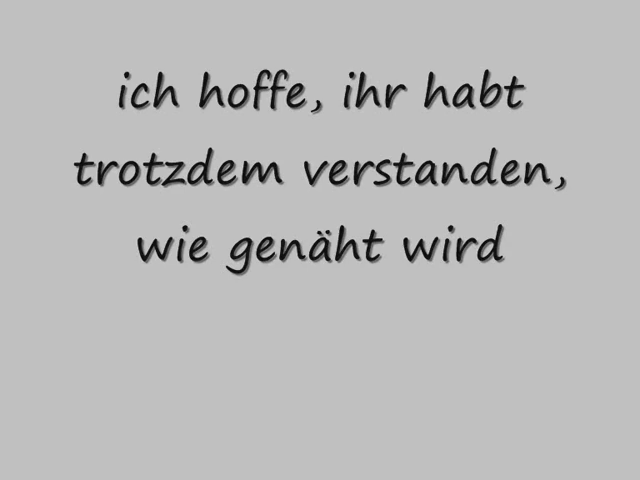 ich hoffe, ihr habt
trotzdem verstanden,
wie genäht wird